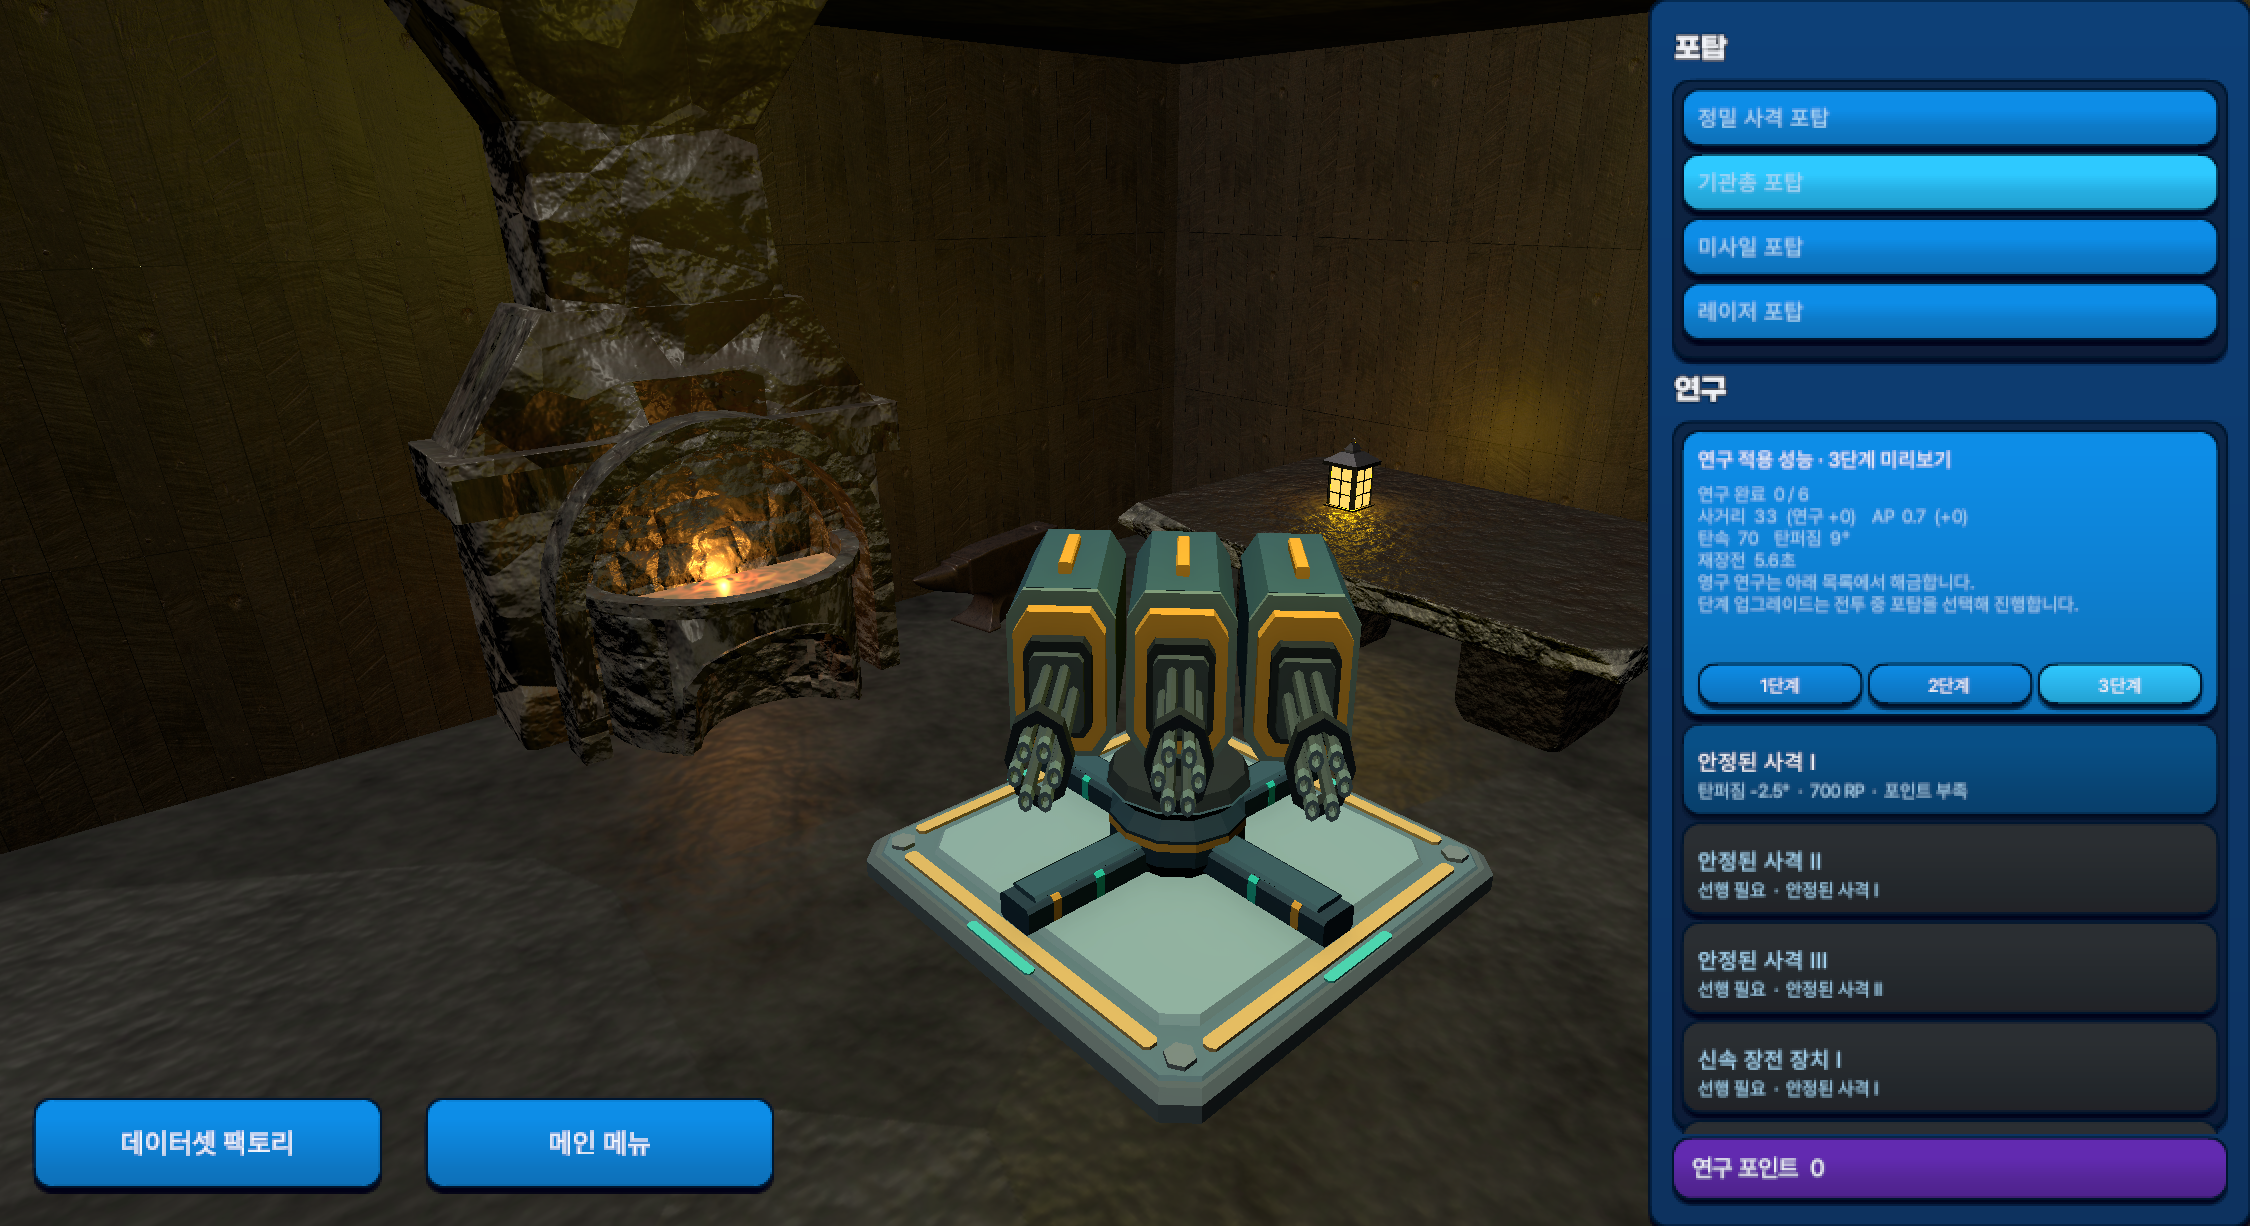 포탑
정밀 사격 포탑
기관총 포탑
미사일 포탑
레이저 포탑
연구
연구 적용 성능 · 3단계 미리보기
연구 완료 0 / 6
사거리 33 (연구 +0) AP 0.7 (+0)
탄속 70 탄퍼짐 9°
재장전 5.6초
영구 연구는 아래 목록에서 해금합니다.
단계 업그레이드는 전투 중 포탑을 선택해 진행합니다.
1단계 2단계 3단계
안정된 사격 I
탄퍼짐 -2.5° · 700 RP · 포인트 부족
안정된 사격 II
선행 필요 · 안정된 사격 I
안정된 사격 III
선행 필요 · 안정된 사격 II
신속 장전 장치 I
선행 필요 · 안정된 사격 I
연구 포인트 0
데이터셋 팩토리 메인 메뉴